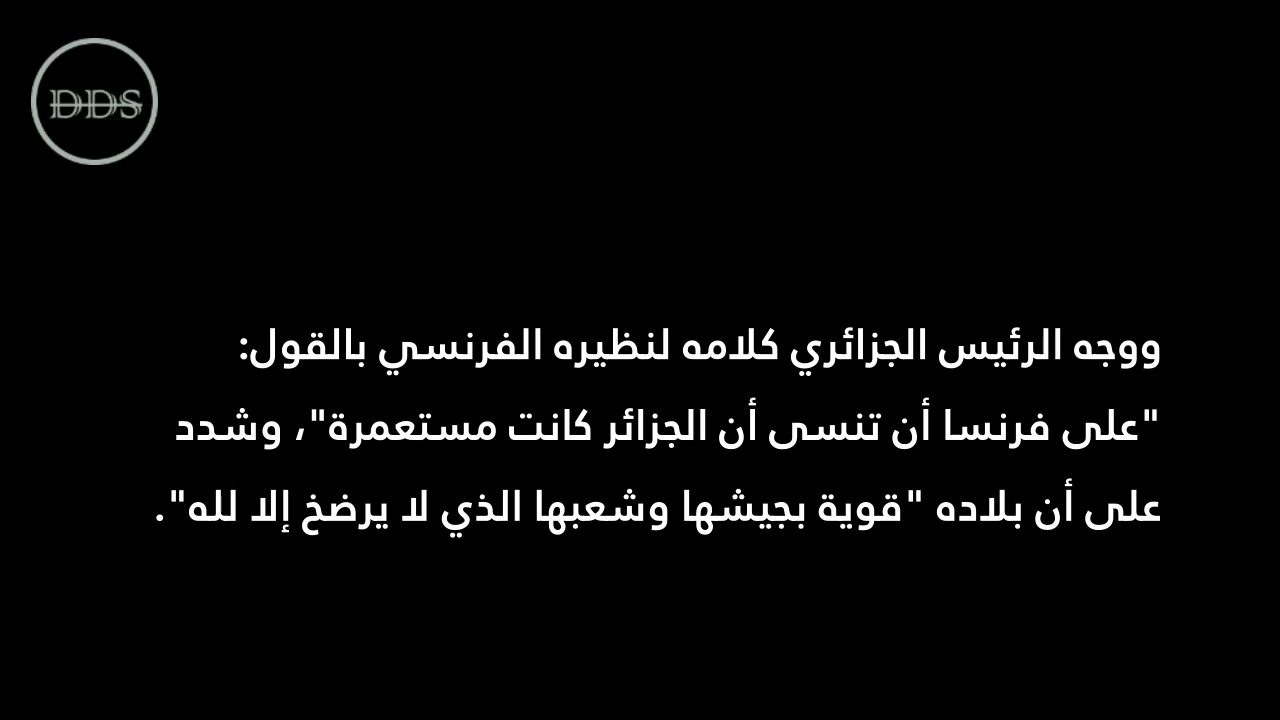 DDS
ووجه الرئيس الجزائري كلامه لنظيره الفرنسي بالقول:
"على فرنسا أن تنسى أن الجزائر كانت مستعمرة"، وشدد
على أن بلاده "قوية بجيشها وشعبها الذي لا يرضخ إلا لله".